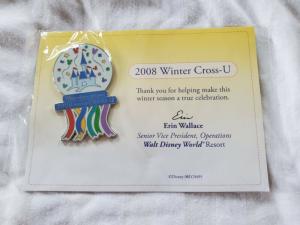 2008 Winter Cross-U
Thank you for helping make this
winter season a true celebration.
Erin Wallace
Senior Vice President, Operations
Walt Disney World® Resort